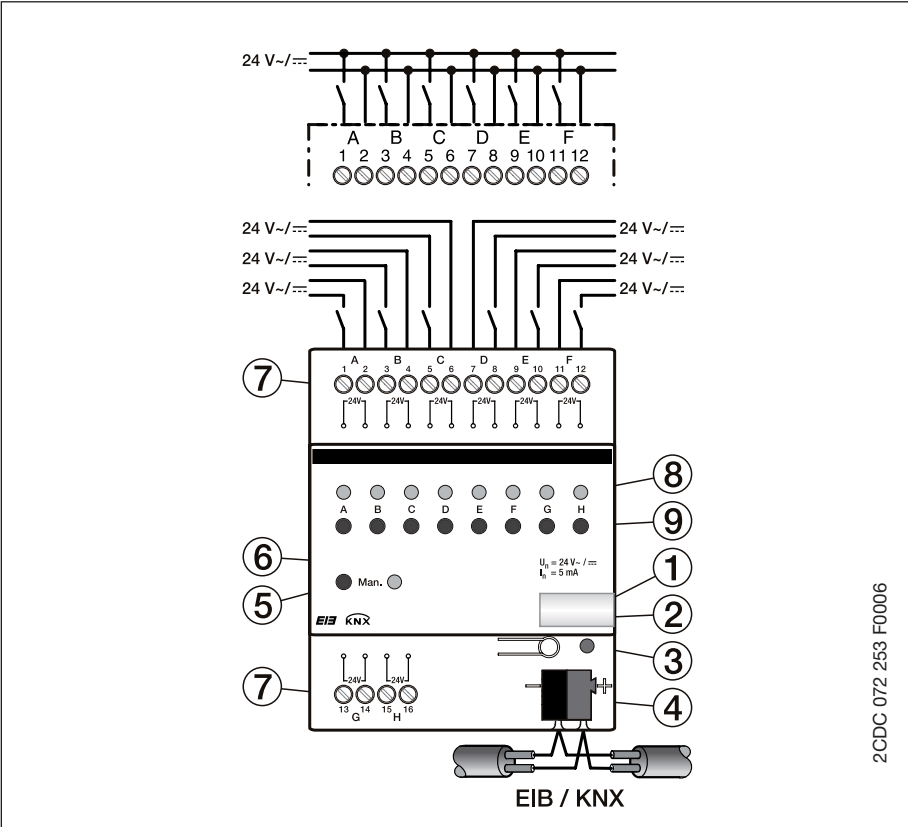 24 V~/⎓
A B C D E F
1 2 3 4 5 6 7 8 9 10 11 12
24 V~/⎓ 24 V~/⎓
24 V~/⎓ 24 V~/⎓
24 V~/⎓ 24 V~/⎓
A B C D E F
1 2 3 4 5 6 7 8 9 10 11 12
7
24V 24V 24V 24V 24V 24V
8
A B C D E F G H
9
6
Un = 24 V~ / ⎓
In = 5 mA
1
5
Man.
2
EIB KNX
3
7
24V 24V
− +
4
13 14 15 16
G H
EIB / KNX
2CDC 072 253 F0006